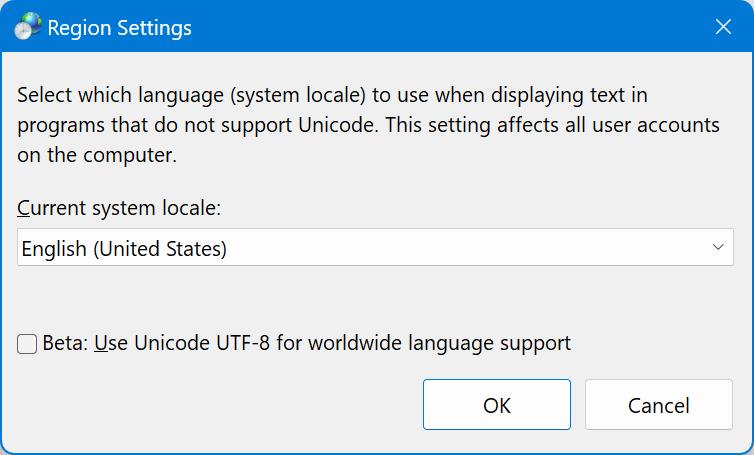 Region Settings
Select which language (system locale) to use when displaying text in
programs that do not support Unicode. This setting affects all user accounts
on the computer.
Current system locale:
English (United States)
Beta: Use Unicode UTF-8 for worldwide language support
OK
Cancel